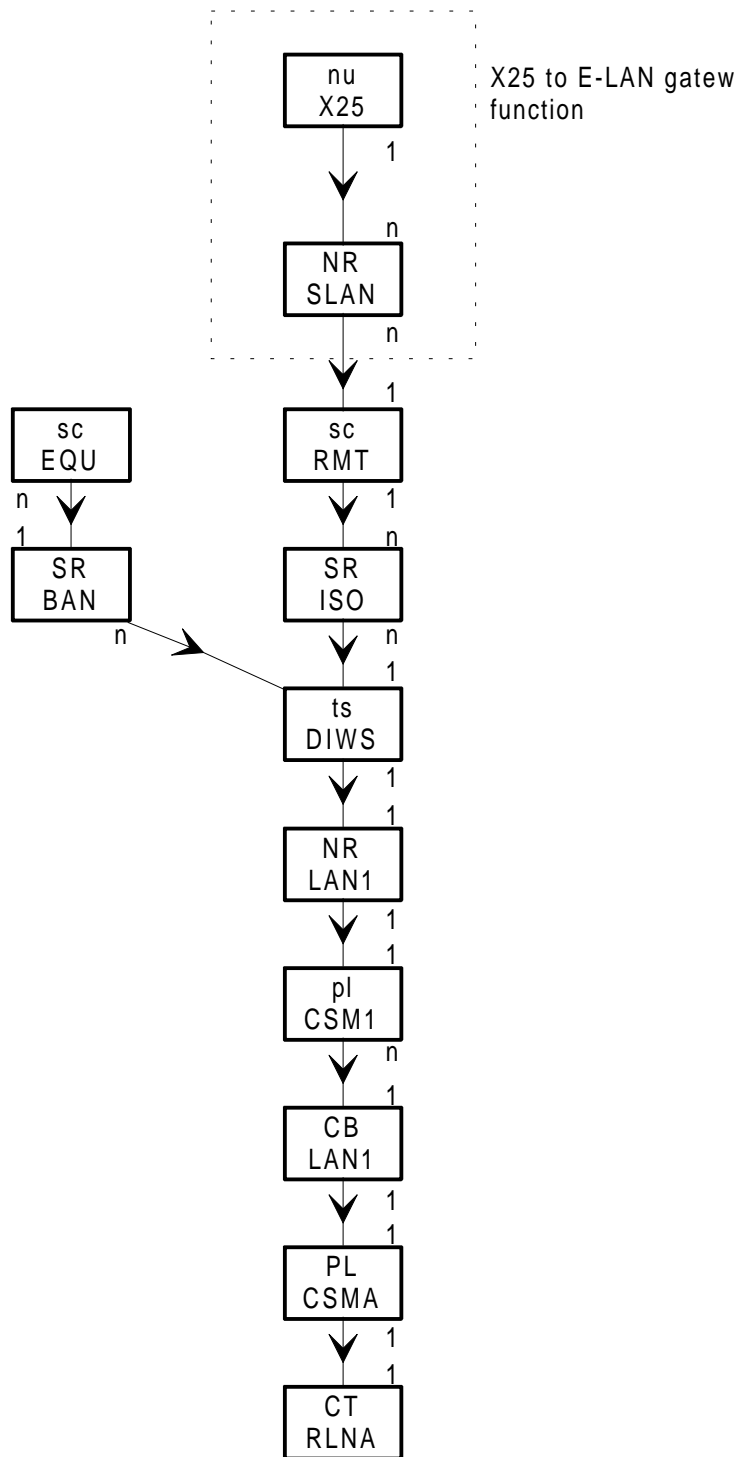 nu
X25
X25 to E-LAN gatew
function
1
n
NR
SLAN
n
1
sc
EQU
sc
RMT
n
1
1
n
SR
BAN
SR
ISO
n
n
1
ts
DIWS
1
1
NR
LAN1
1
1
pl
CSM1
n
1
CB
LAN1
1
1
PL
CSMA
1
1
CT
RLNA